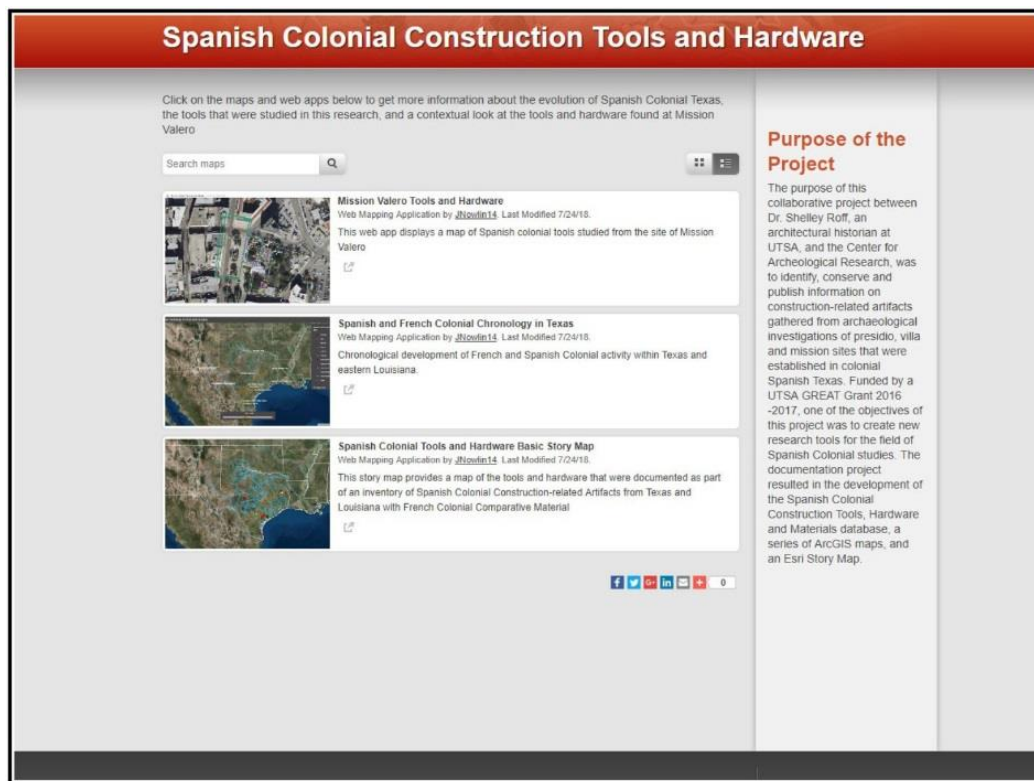 Spanish Colonial Construction Tools and Hardware
Click on the maps and web apps below to get more information about the evolution of Spanish Colonial Texas,
the tools that were studied in this research, and a contextual look at the tools and hardware found at Mission
Valero
Search maps
Mission Valero Tools and Hardware
Web Mapping Application by JNowlin14. Last Modified 7/24/18.
This web app displays a map of Spanish colonial tools studied from the site of Mission
Valero
Spanish and French Colonial Chronology in Texas
Web Mapping Application by JNowlin14. Last Modified 7/24/18.
Chronological development of French and Spanish Colonial activity within Texas and
eastern Louisiana.
Spanish Colonial Tools and Hardware Basic Story Map
Web Mapping Application by JNowlin14. Last Modified 7/24/18.
This story map provides a map of the tools and hardware that were documented as part
of an inventory of Spanish Colonial Construction-related Artifacts from Texas and
Louisiana with French Colonial Comparative Material
0
Purpose of the
Project
The purpose of this
collaborative project between
Dr. Shelley Roff, an
architectural historian at
UTSA, and the Center for
Archeological Research, was
to identify, conserve and
publish information on
construction-related artifacts
gathered from archaeological
investigations of presidio, villa
and mission sites that were
established in colonial
Spanish Texas. Funded by a
UTSA GREAT Grant 2016
-2017, one of the objectives of
this project was to create new
research tools for the field of
Spanish Colonial studies. The
documentation project
resulted in the development of
the Spanish Colonial
Construction Tools, Hardware
and Materials database, a
series of ArcGIS maps, and
an Esri Story Map.